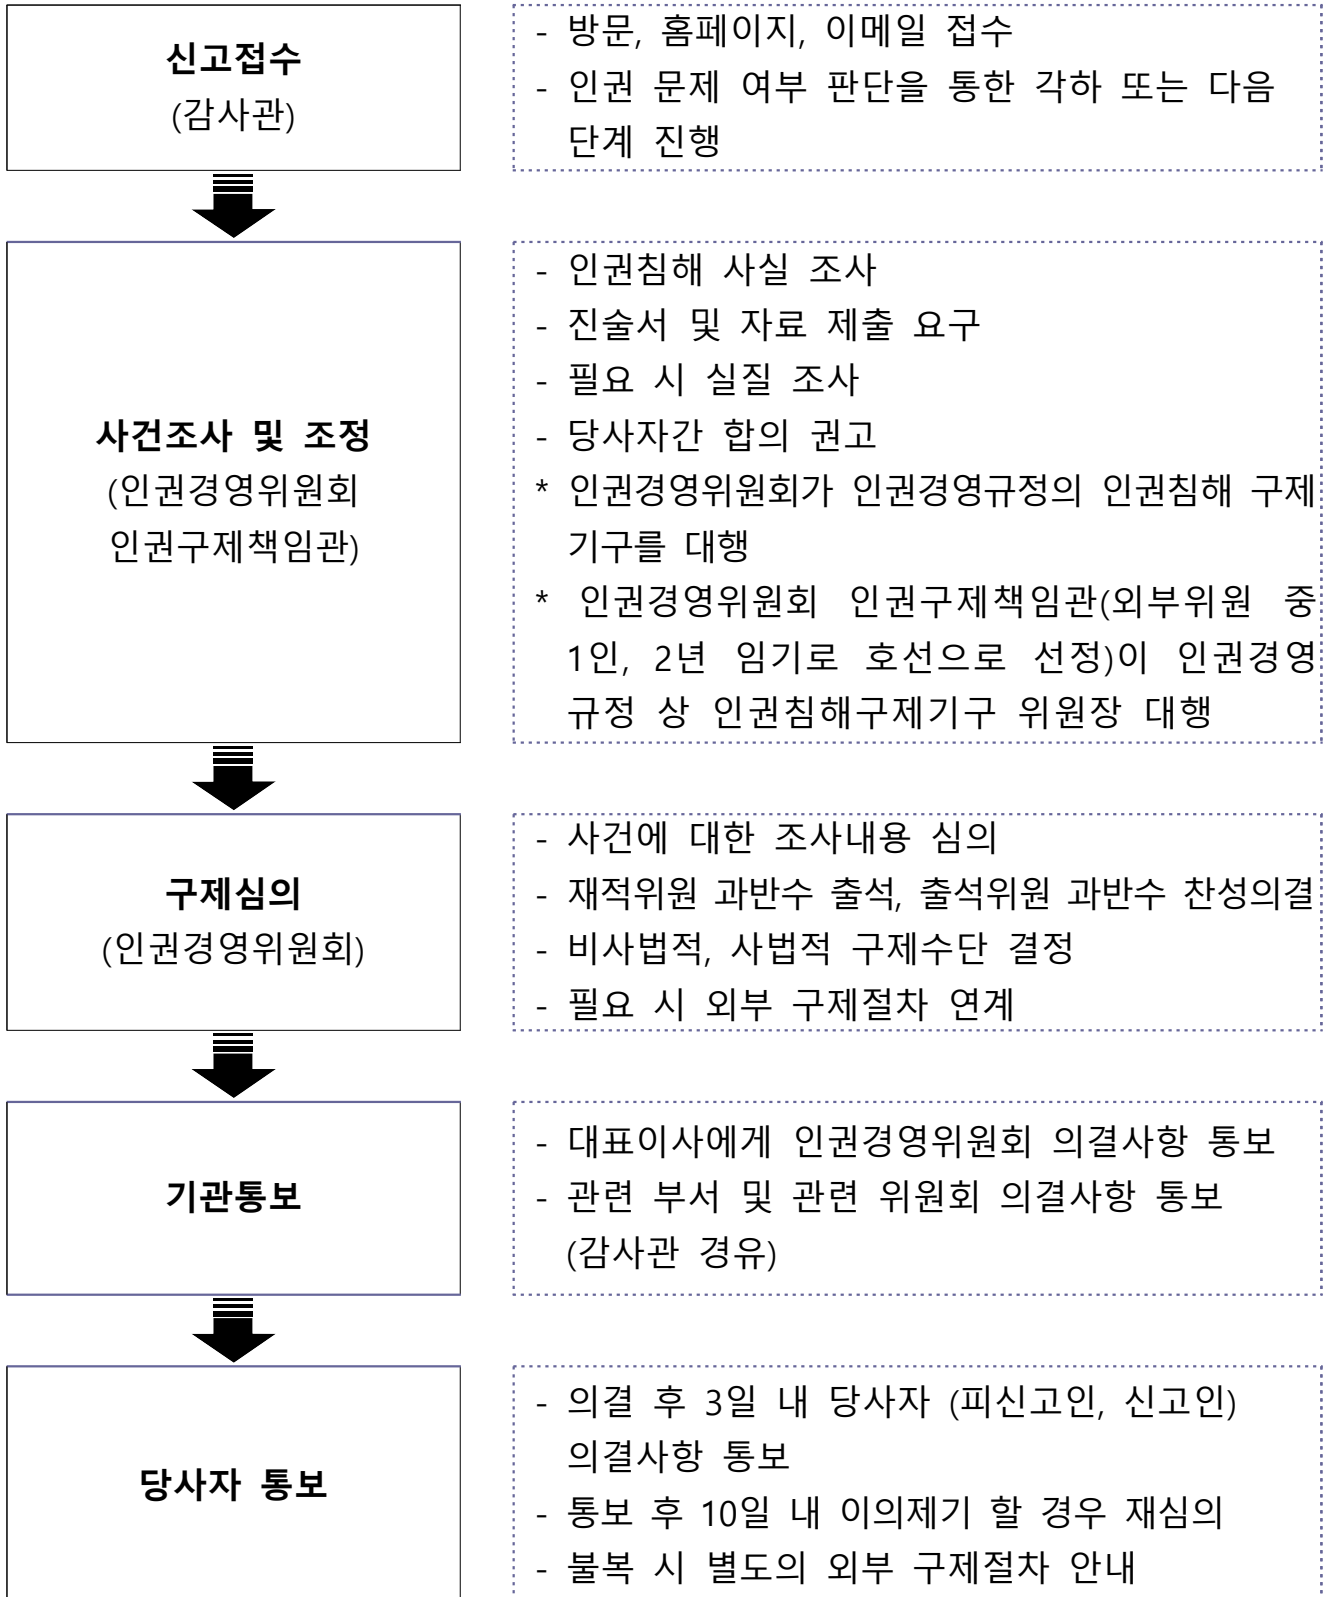 신고접수
(감사관)
- 방문, 홈페이지, 이메일 접수
- 인권 문제 여부 판단을 통한 각하 또는 다음
단계 진행
사건조사 및 조정
(인권경영위원회
인권구제책임관)
- 인권침해 사실 조사
- 진술서 및 자료 제출 요구
- 필요 시 실질 조사
- 당사자간 합의 권고
* 인권경영위원회가 인권경영규정의 인권침해 구제
기구를 대행
* 인권경영위원회 인권구제책임관(외부위원 중
1인, 2년 임기로 호선으로 선정)이 인권경영
규정 상 인권침해구제기구 위원장 대행
구제심의
(인권경영위원회)
- 사건에 대한 조사내용 심의
- 재적위원 과반수 출석, 출석위원 과반수 찬성의결
- 비사법적, 사법적 구제수단 결정
- 필요 시 외부 구제절차 연계
기관통보
- 대표이사에게 인권경영위원회 의결사항 통보
- 관련 부서 및 관련 위원회 의결사항 통보
(감사관 경유)
당사자 통보
- 의결 후 3일 내 당사자 (피신고인, 신고인)
의결사항 통보
- 통보 후 10일 내 이의제기 할 경우 재심의
- 불복 시 별도의 외부 구제절차 안내